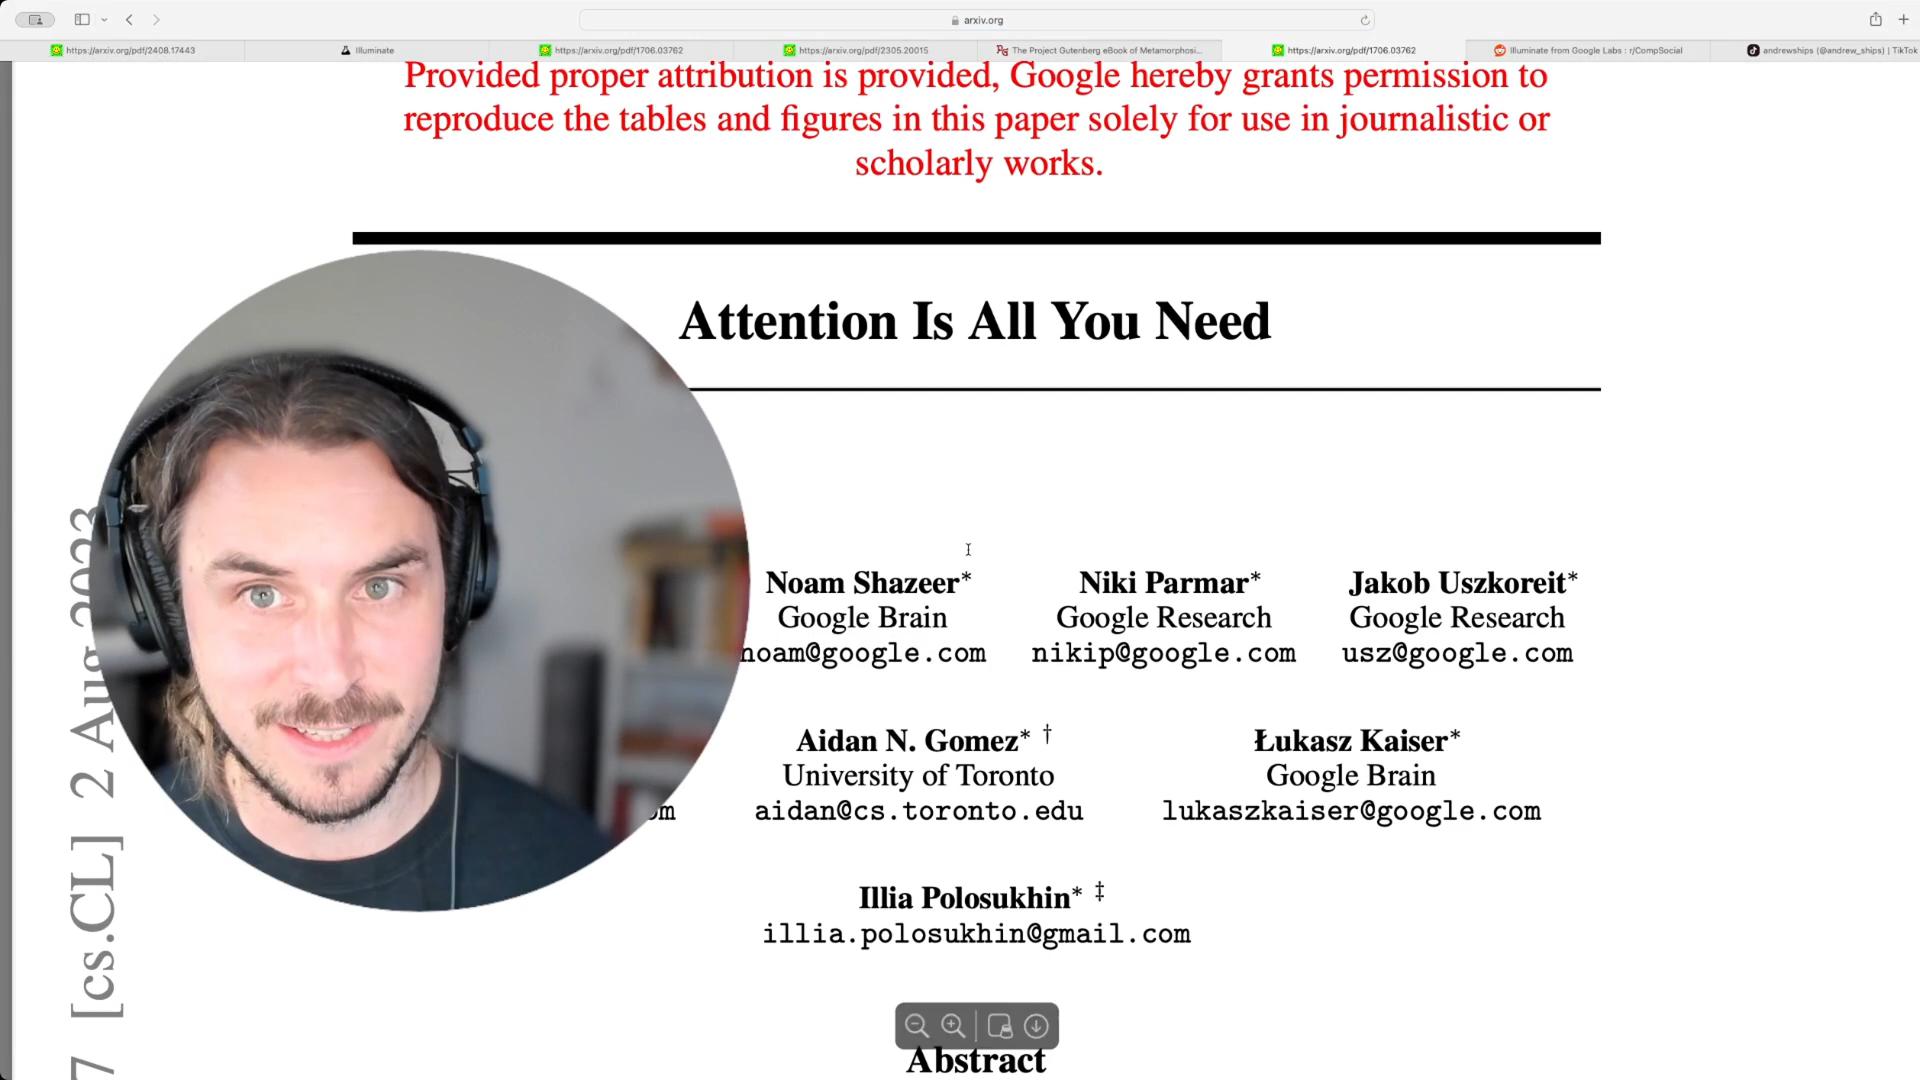 arxiv.org
https://arxiv.org/pdf/2408.17443
Illuminate
https://arxiv.org/pdf/1706.03762
https://arxiv.org/pdf/2305.20015
The Project Gutenberg eBook of Metamorphosi...
https://arxiv.org/pdf/1706.03762
Illuminate from Google Labs : r/CompSocial
andrewships (@andrew_ships) | TikTok
Provided proper attribution is provided, Google hereby grants permission to
reproduce the tables and figures in this paper solely for use in journalistic or
scholarly works.
Attention Is All You Need
Noam Shazeer* Niki Parmar* Jakob Uszkoreit*
Google Brain Google Research Google Research
noam@google.com nikip@google.com usz@google.com
Aidan N. Gomez* † Łukasz Kaiser*
University of Toronto Google Brain
om aidan@cs.toronto.edu lukaszkaiser@google.com
Illia Polosukhin* ‡
illia.polosukhin@gmail.com
Abstract
7 [cs.CL] 2 Aug 2023